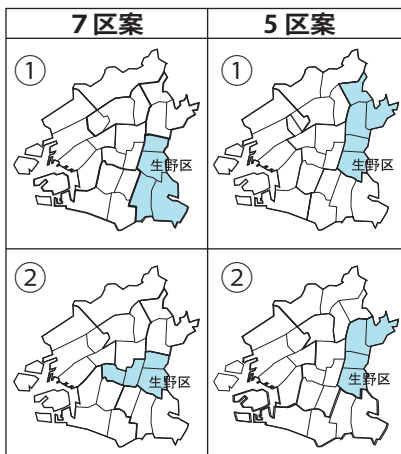 7区案 5区案
① ①
生野区 生野区
② ②
生野区 生野区